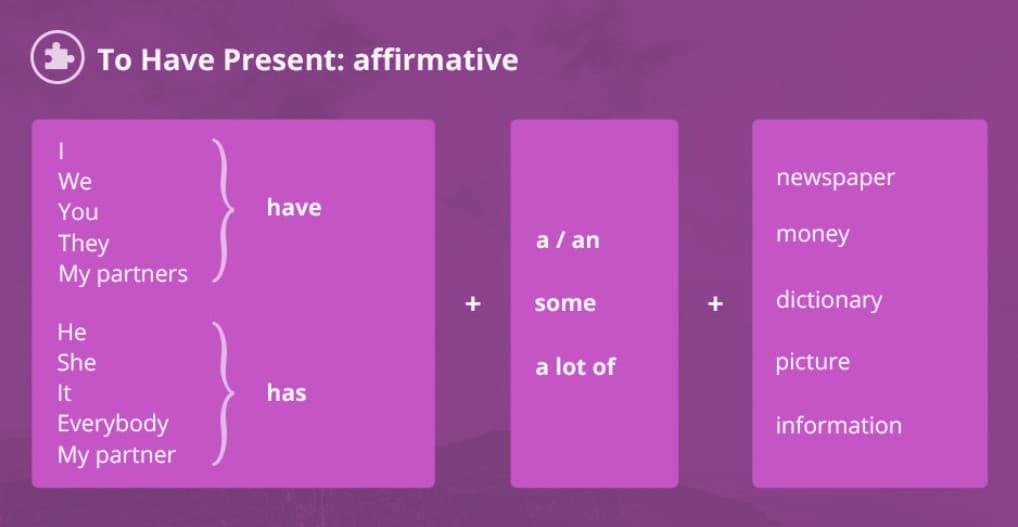 To Have Present: affirmative
I
We
You
They
My partners
have
He
She
It
Everybody
My partner
has
+
a / an
some
a lot of
+
newspaper
money
dictionary
picture
information